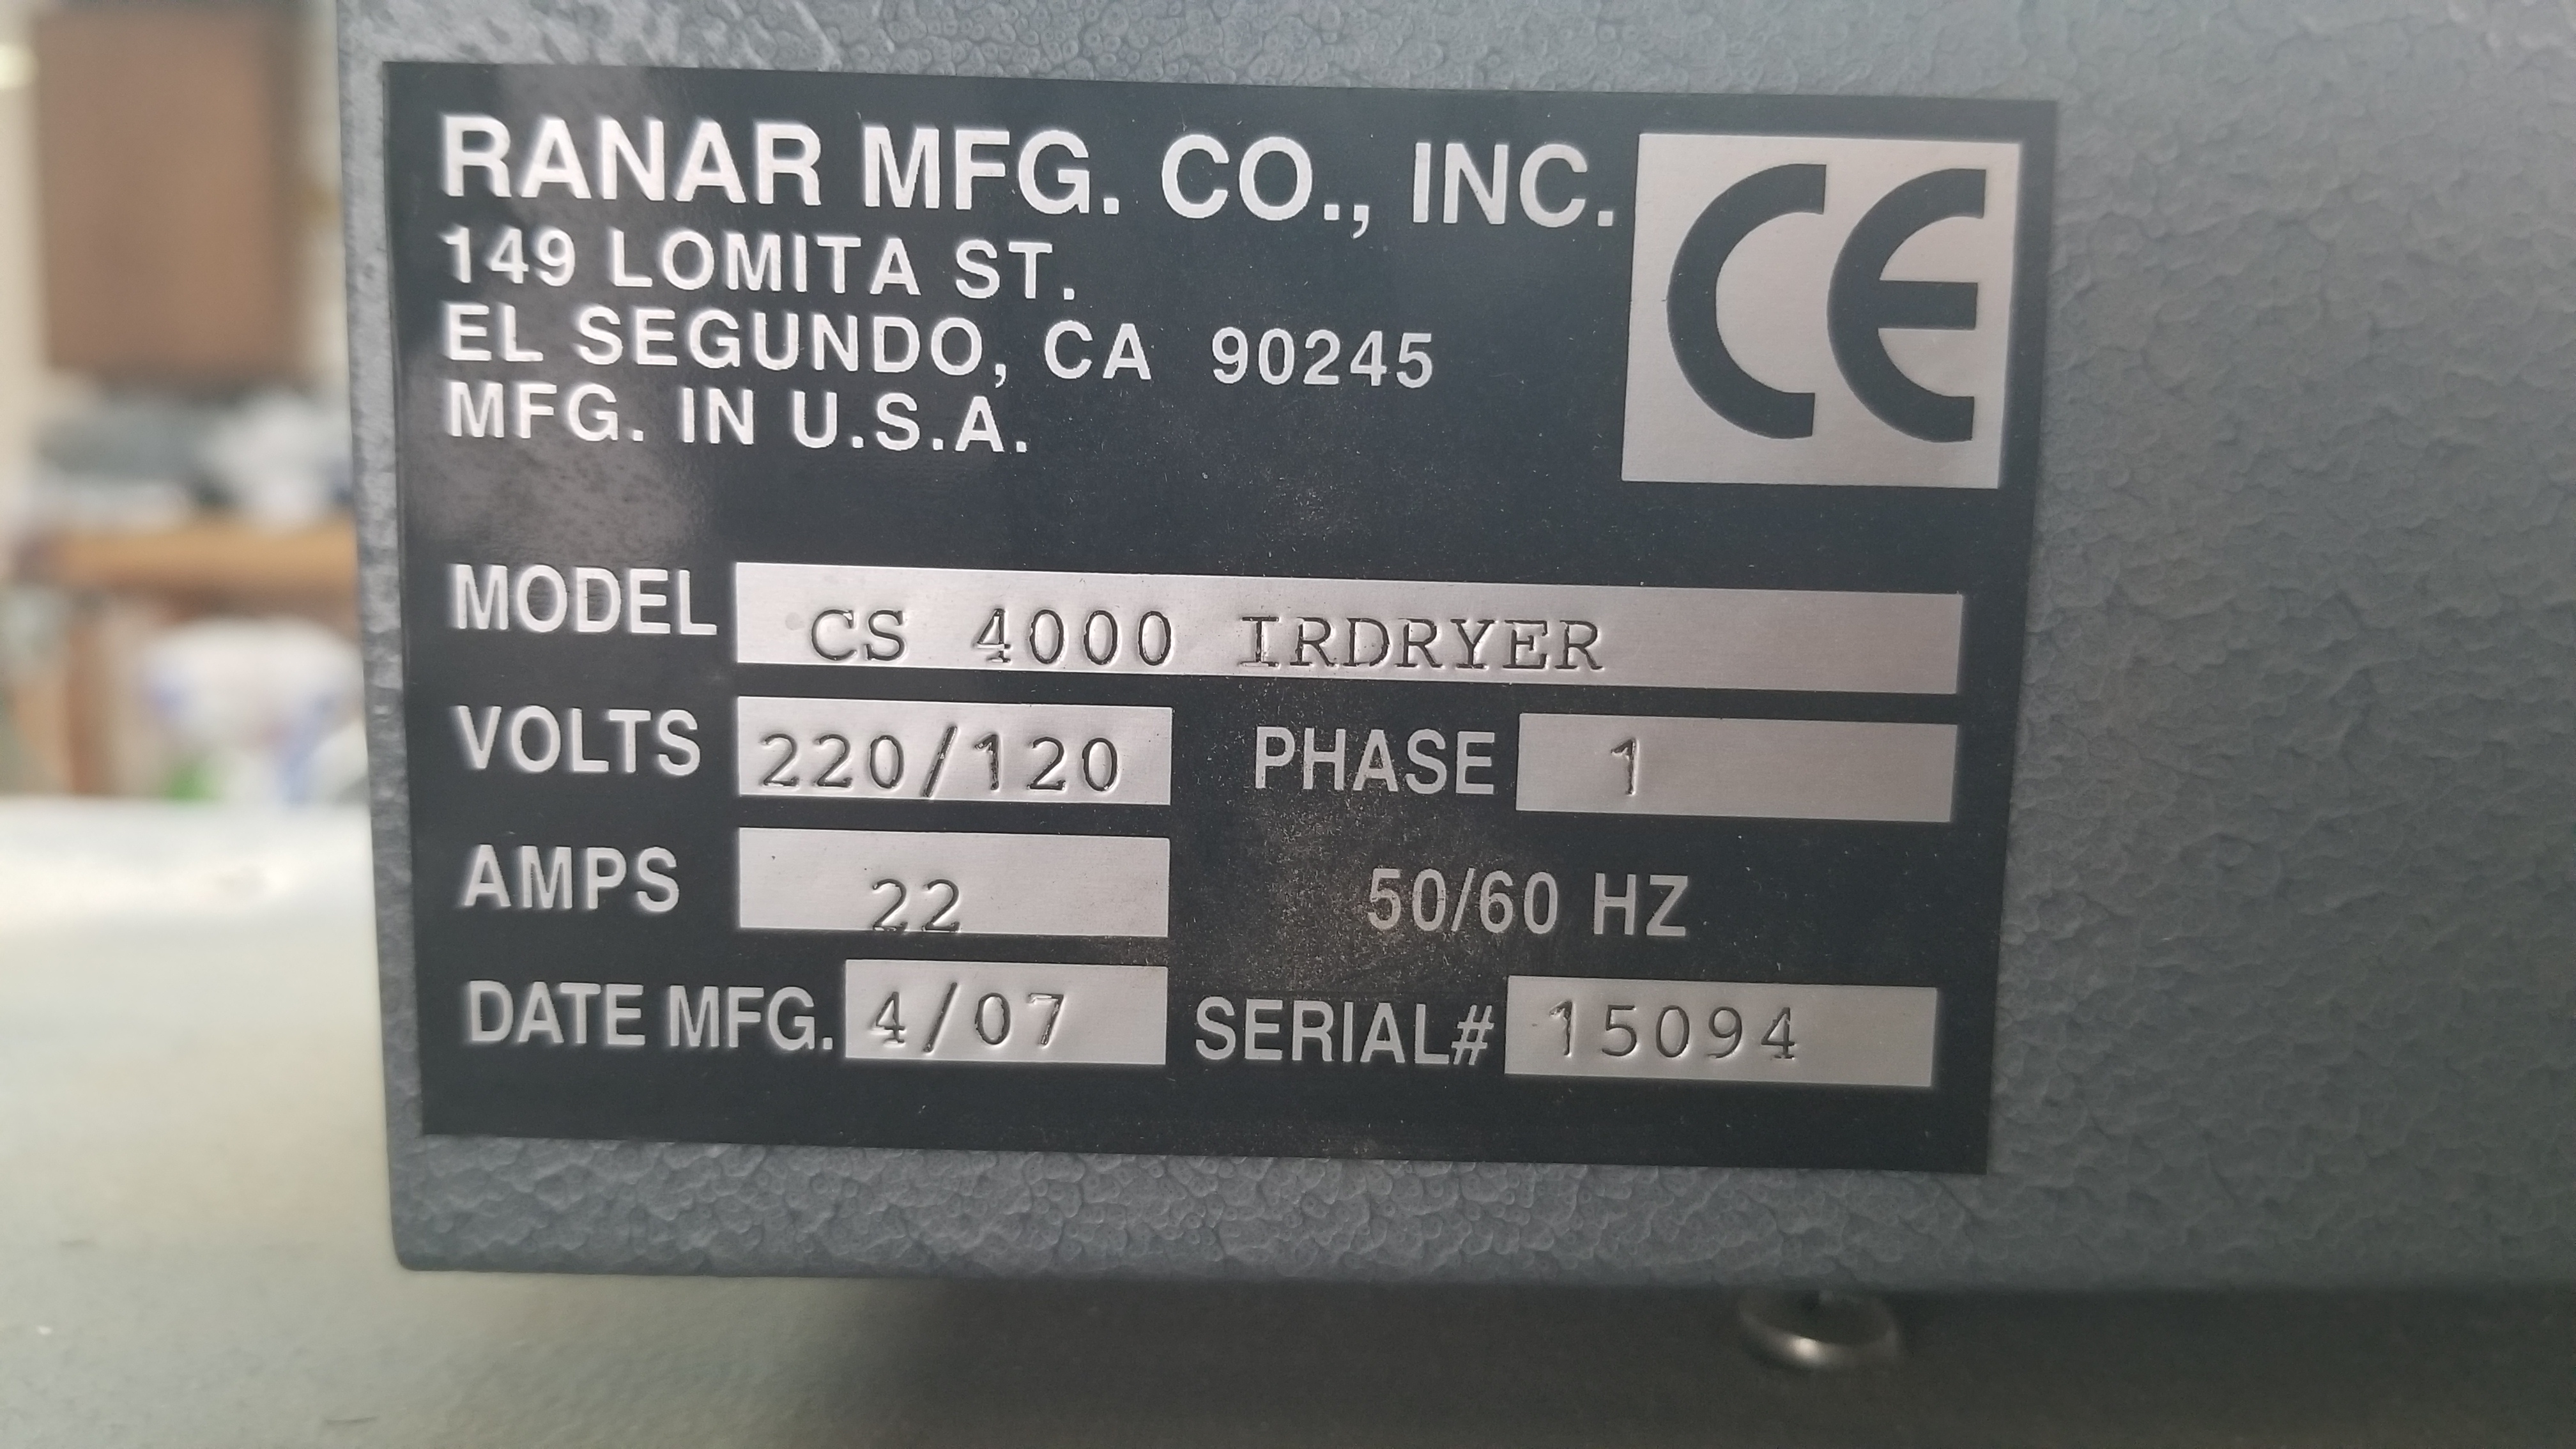 RANAR MFG. CO., INC.
CE
149 LOMITA ST.
EL SEGUNDO, CA 90245
MFG. IN U.S.A.
MODEL CS 4000 IRDRYER
VOLTS 220/120 PHASE 1
AMPS 22 50/60 HZ
DATE MFG. 4/07 SERIAL# 15094